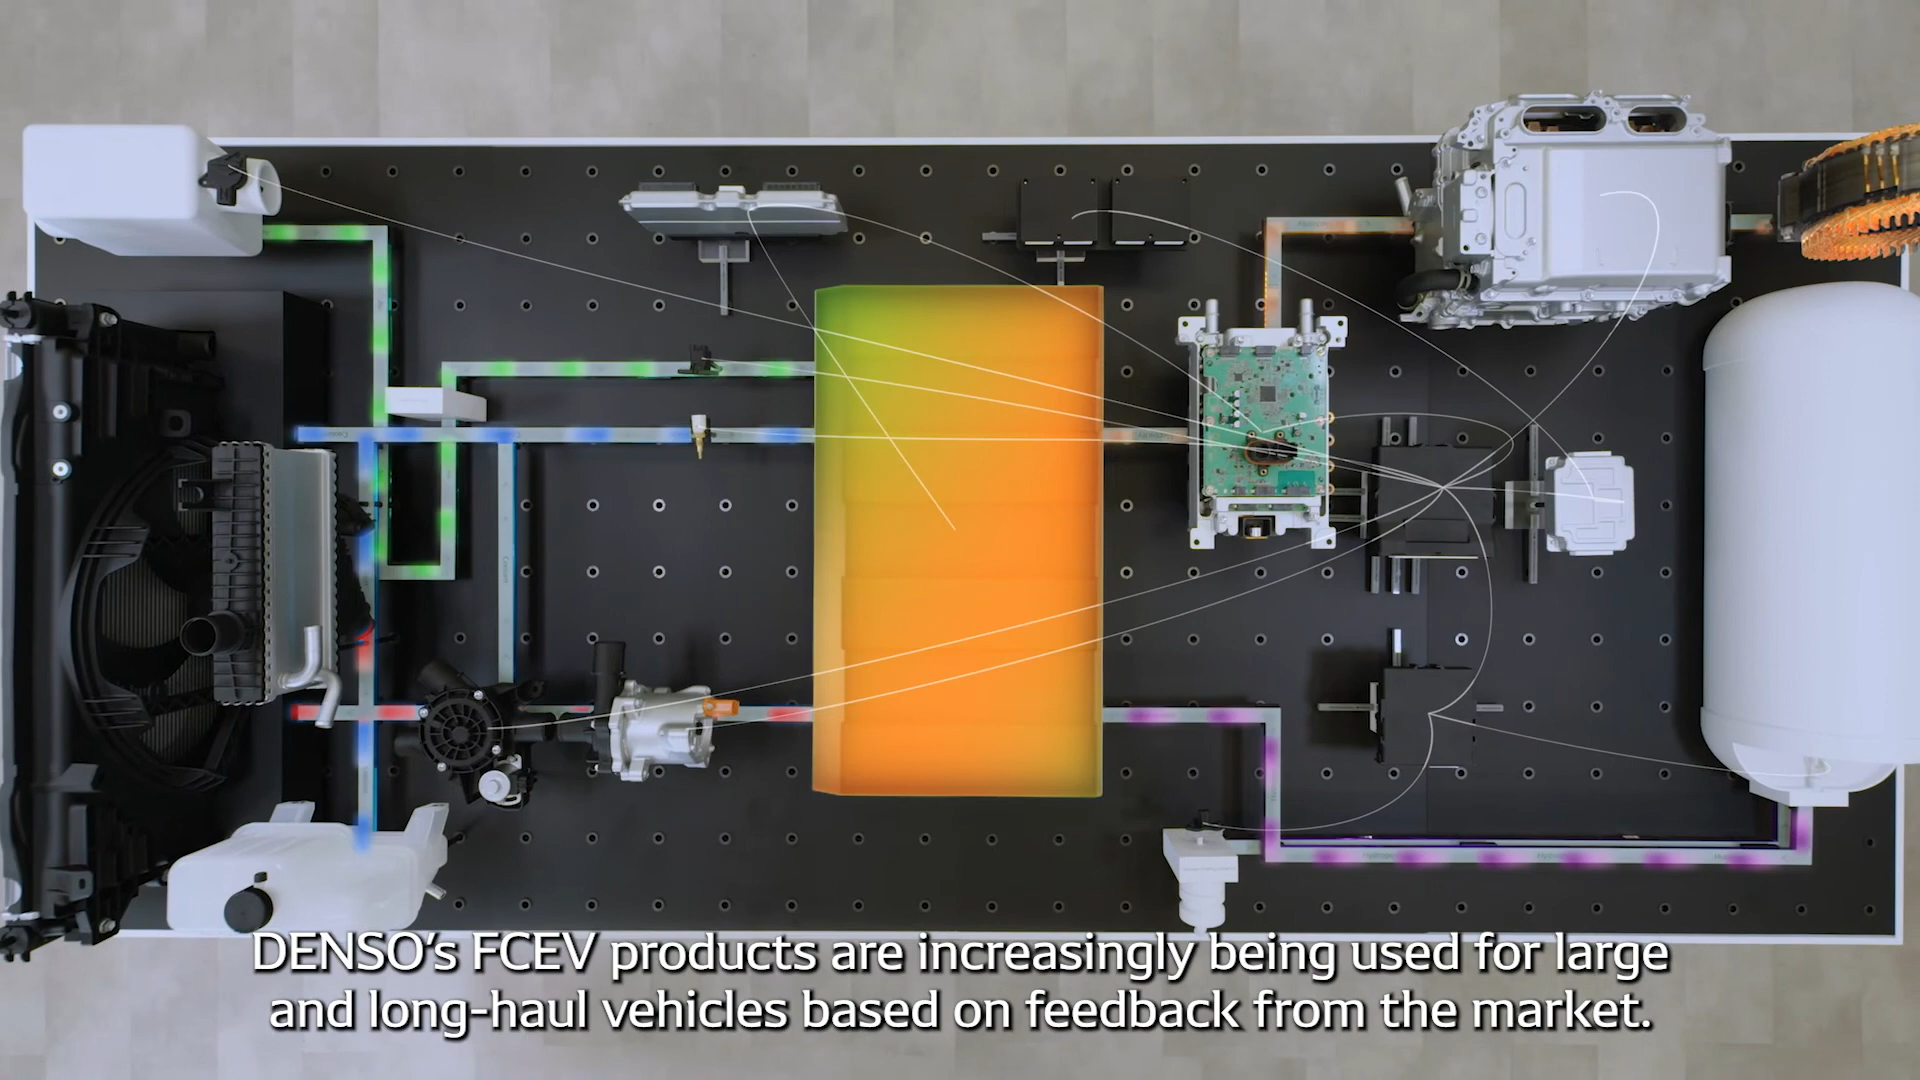 DENSO's FCEV products are increasingly being used for large
and long-haul vehicles based on feedback from the market.